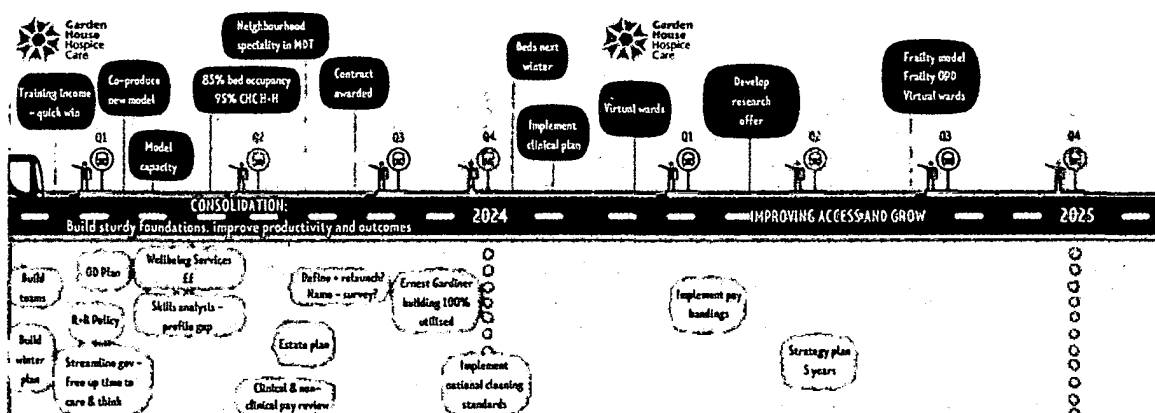 Garden
House
Hospice
Care
Training Income
– quick win
Co-produce
new model
Model
capacity
85% bed occupancy
95% CHC H+H
Neighbourhood
speciality in MDT
Contract
awarded
Beds next
winter
Implement
clinical plan
Garden
House
Hospice
Care
Virtual wards
Develop
research
offer
Frailty model
Frailty OPD
Virtual wards
Q1
Q2
Q3
Q4
Q1
Q2
Q3
Q4
CONSOLIDATION:
Build sturdy foundations, improve productivity and outcomes
2024
IMPROVING ACCESS AND GROW
2025
Build
teams
OD Plan
Wellbeing Services
££
R+R Policy
Skills analysis –
profile gap
Build
winter
plan
Streamline gov –
free up time to
care & think
Define + relaunch?
Name – survey?
Ernest Gardiner
building 100%
utilised
Estate plan
Clinical & non-
clinical pay review
Implement
national cleaning
standards
Implement pay
bandings
Strategy plan
5 years